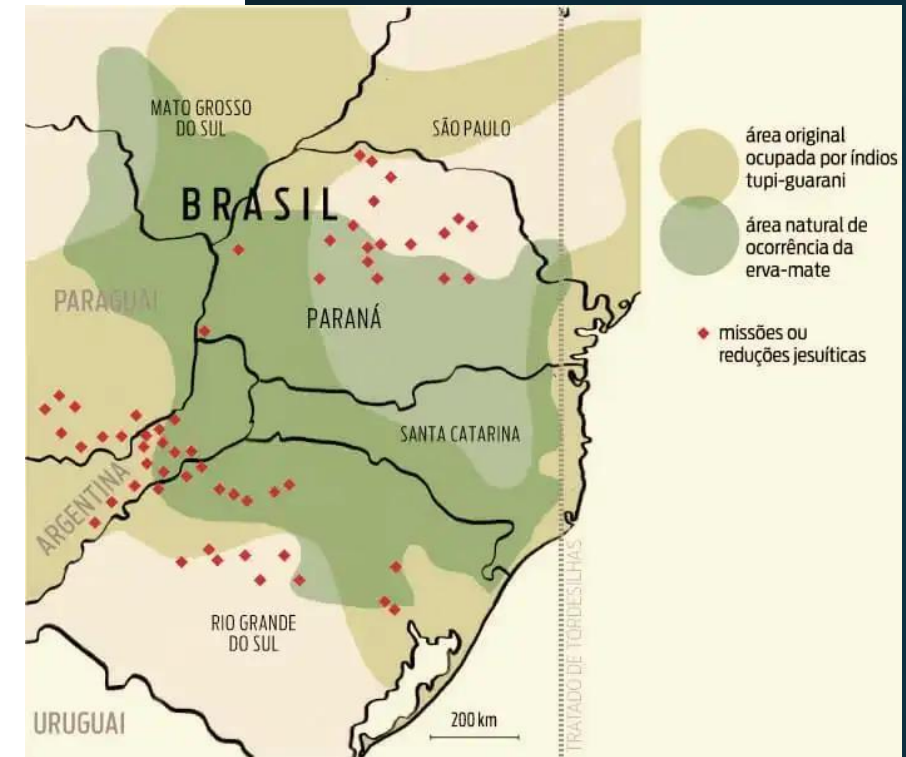 MATO GROSSO
DO SUL
SÃO PAULO
BRASIL
PARAGUAI
PARANÁ
SANTA CATARINA
ARGENTINA
RIO GRANDE
DO SUL
URUGUAI
200 km
TRATADO DE TORDESILHAS
área original
ocupada por índios
tupi-guarani
área natural de
ocorrência da
erva-mate
missões ou
reduções jesuíticas